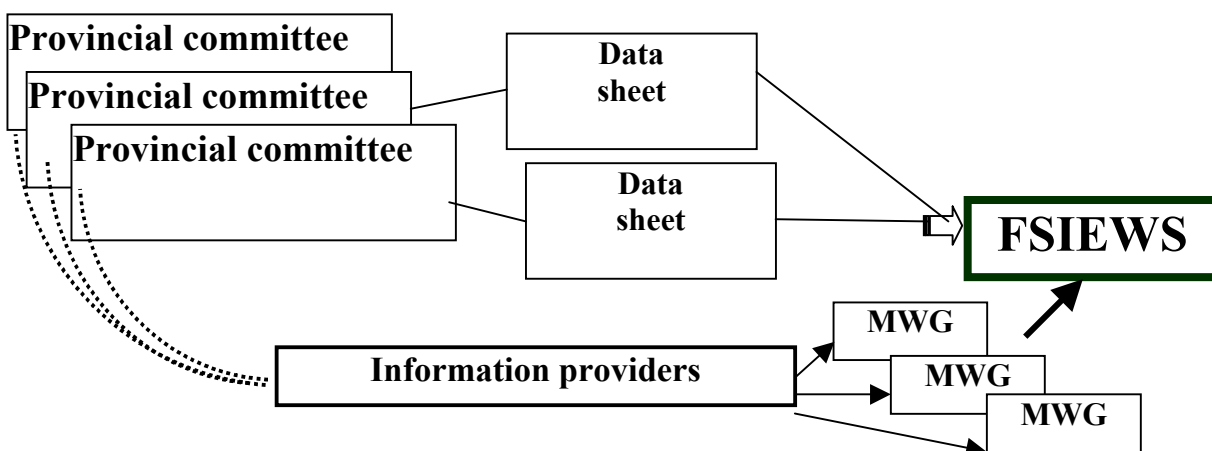 Provincial committee
Provincial committee
Provincial committee
Data
sheet
Data
sheet
FSIEWS
MWG
Information providers
MWG
MWG